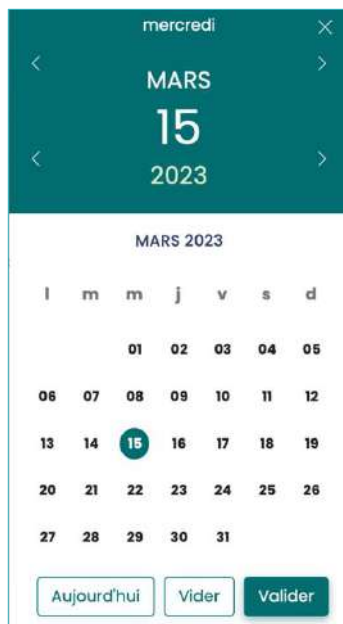 mercredi
MARS
15
2023
MARS 2023
l m m j v s d
01 02 03 04 05
06 07 08 09 10 11 12
13 14 15 16 17 18 19
20 21 22 23 24 25 26
27 28 29 30 31
Aujourd'hui Vider Valider